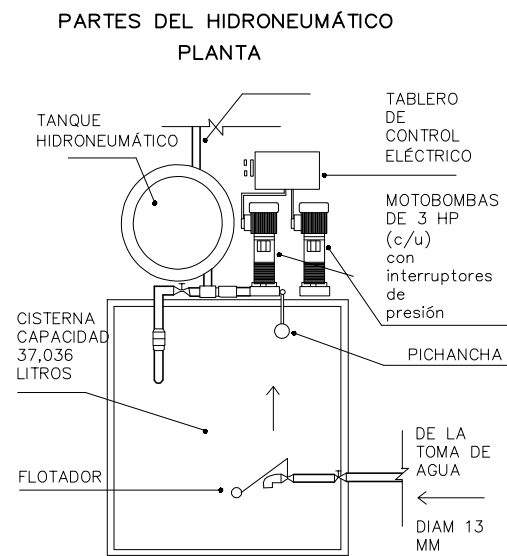 PARTES DEL HIDRONEUMÁTICO
PLANTA
TANQUE
HIDRONEUMÁTICO
TABLERO
DE
CONTROL
ELÉCTRICO
MOTOBOMBAS
DE 3 HP
(c/u)
con
interruptores
de
presión
CISTERNA
CAPACIDAD
37,036
LITROS
PICHANCHA
FLOTADOR
DE LA
TOMA DE
AGUA
DIAM 13
MM